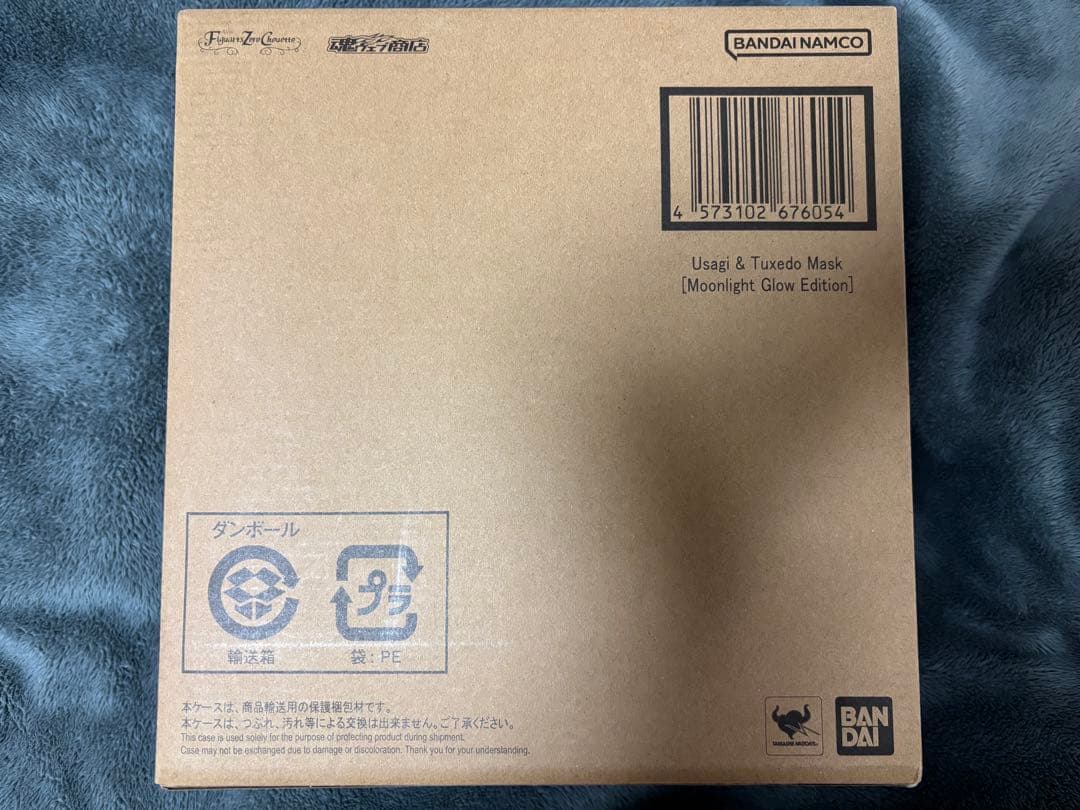 Figuarts Zero Chouette
魂ウェブ商店
BANDAI NAMCO
4 573102 676054
Usagi & Tuxedo Mask
[Moonlight Glow Edition]
ダンボール
プラ
輸送箱
袋:PE
本ケースは、商品輸送用の保護梱包材です。
本ケースは、つぶれ、汚れ等による交換は出来ません。ご了承ください。
This case is used solely for the purpose of protecting product during shipment.
Case may not be exchanged due to damage or discoloration. Thank you for your understanding.
TAMASHII NATIONS
BAN
DAI